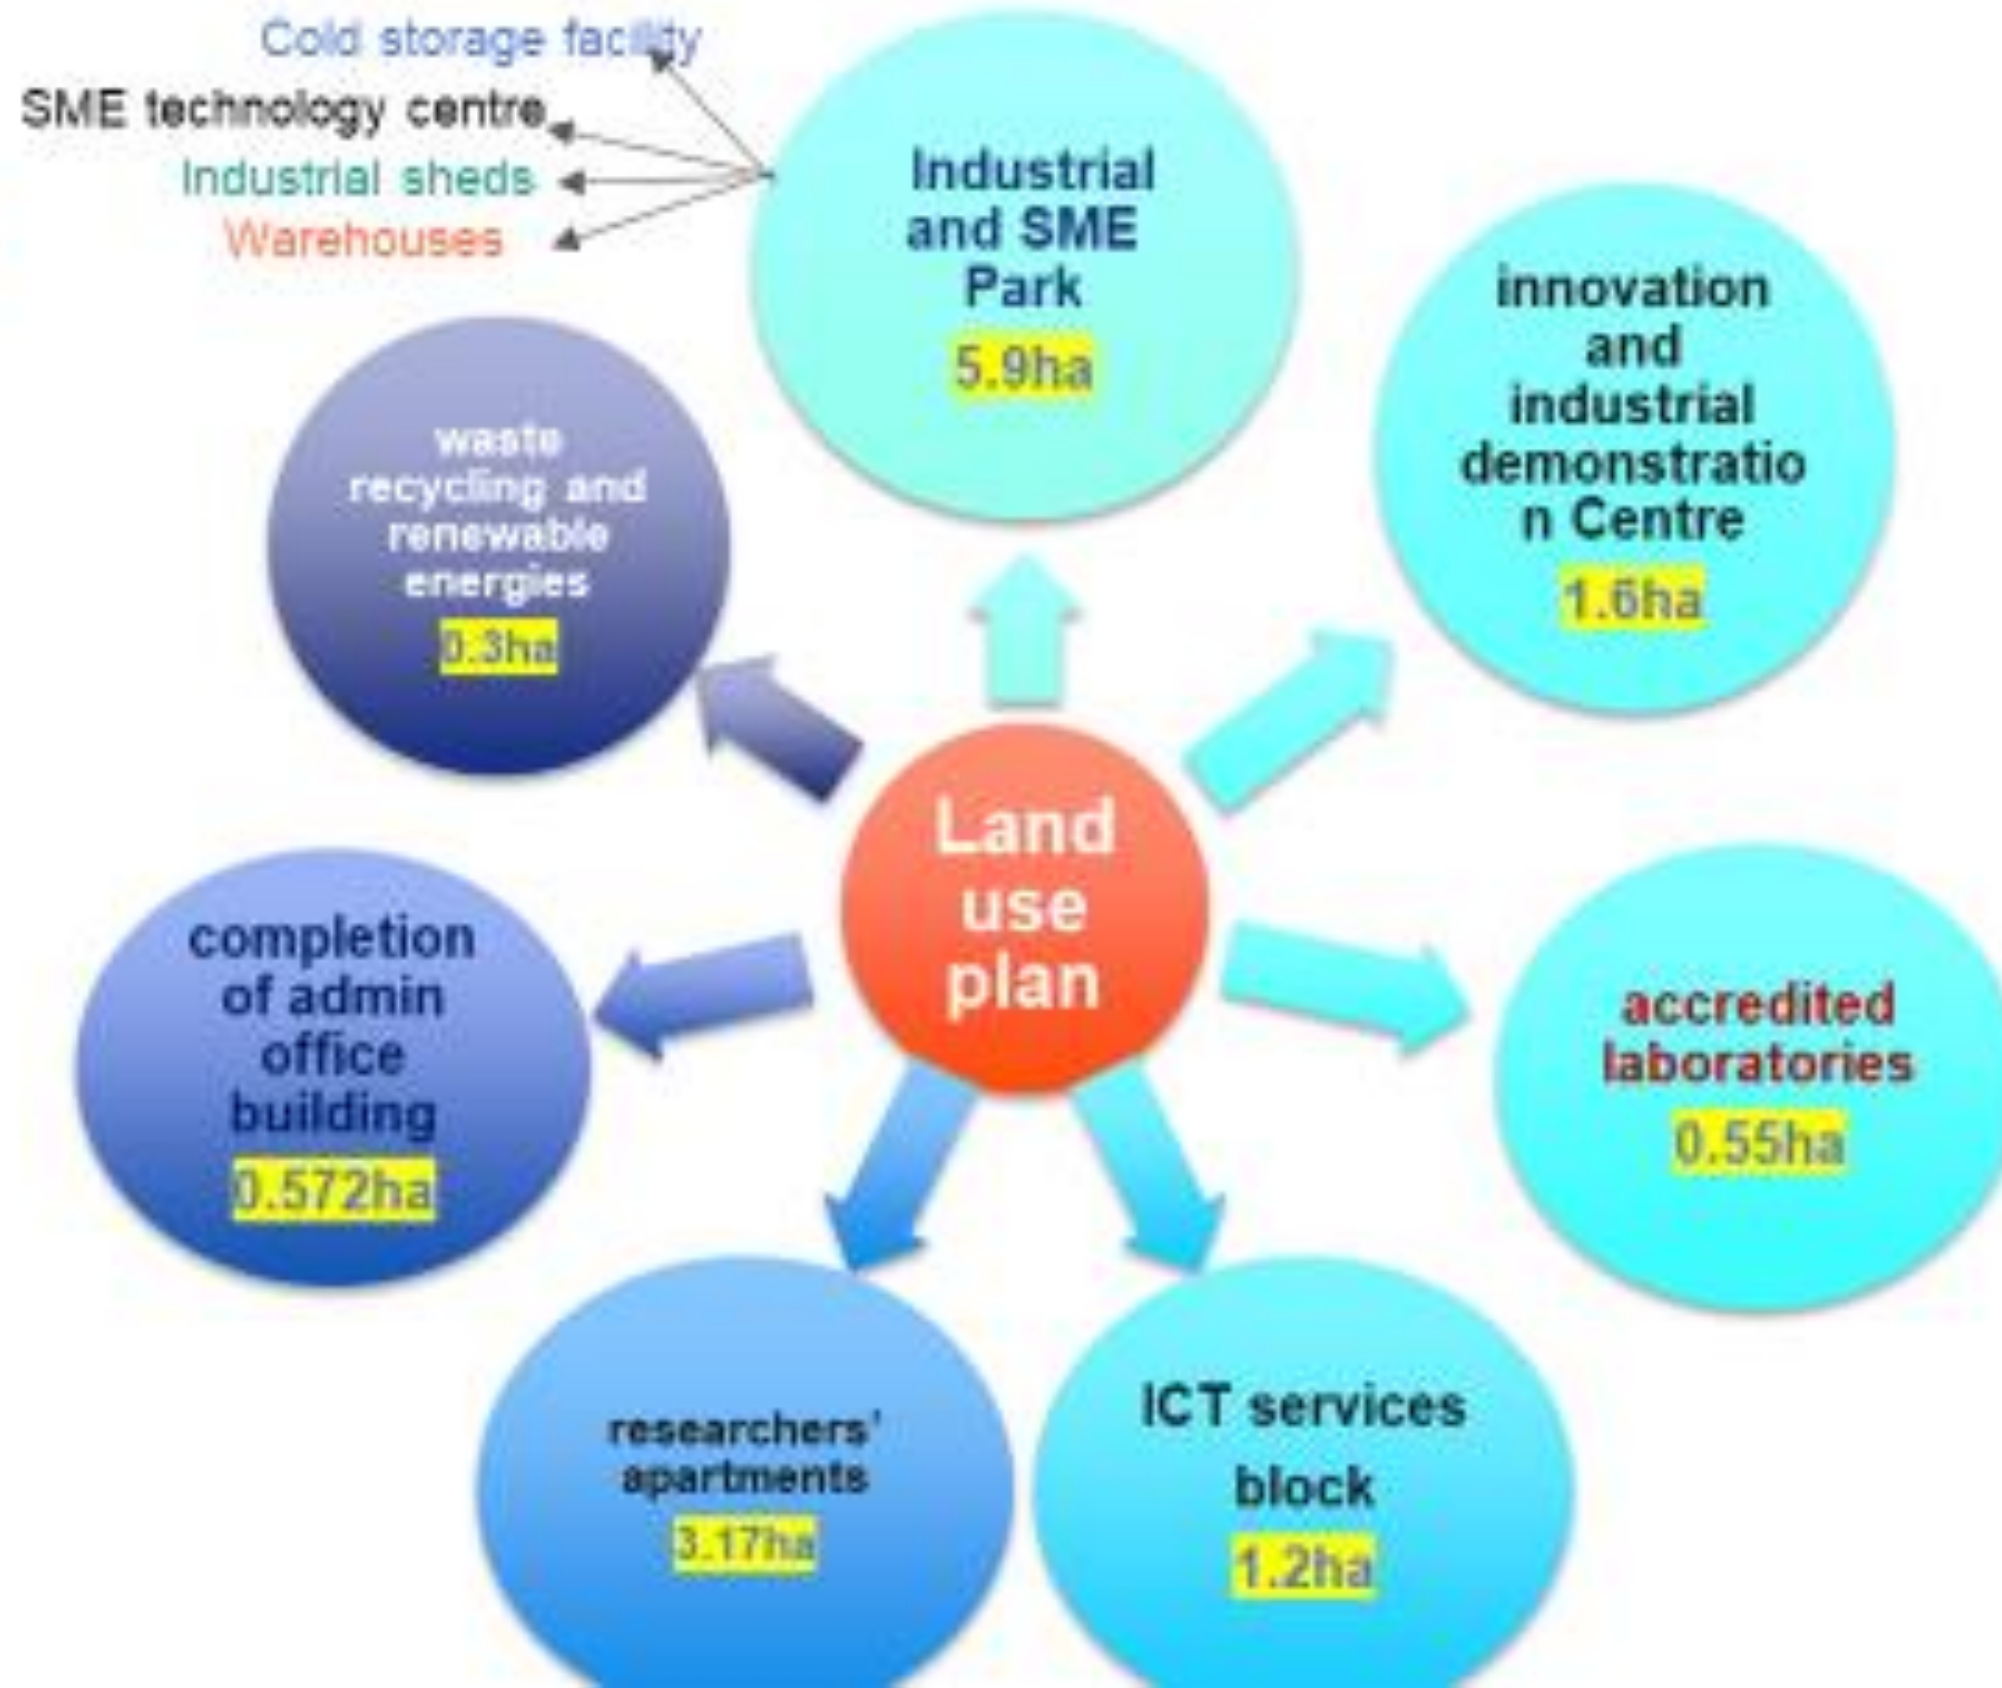 Cold storage facility
SME technology centre
Industrial sheds
Warehouses
Industrial
and SME
Park
5.9ha
innovation
and
industrial
demonstratio
n Centre
1.6ha
accredited
laboratories
0.55ha
ICT services
block
1.2ha
researchers'
apartments
3.17ha
completion
of admin
office
building
0.572ha
waste
recycling and
renewable
energies
0.3ha
Land
use
plan